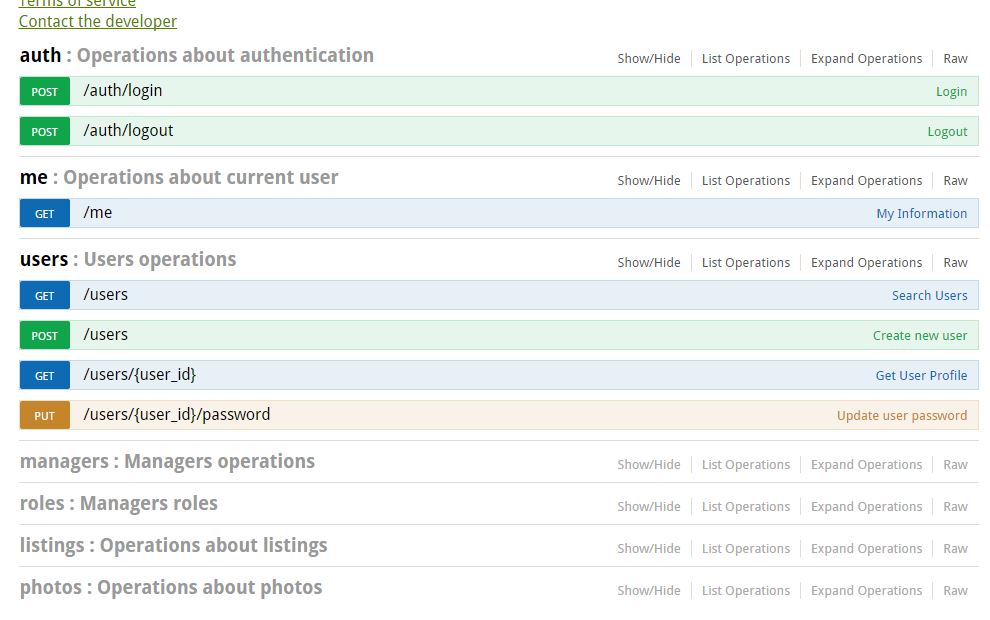 Terms of service
Contact the developer
auth : Operations about authentication Show/Hide List Operations Expand Operations Raw
POST /auth/login Login
POST /auth/logout Logout
me : Operations about current user Show/Hide List Operations Expand Operations Raw
GET /me My Information
users : Users operations Show/Hide List Operations Expand Operations Raw
GET /users Search Users
POST /users Create new user
GET /users/{user_id} Get User Profile
PUT /users/{user_id}/password Update user password
managers : Managers operations Show/Hide List Operations Expand Operations Raw
roles : Managers roles Show/Hide List Operations Expand Operations Raw
listings : Operations about listings Show/Hide List Operations Expand Operations Raw
photos : Operations about photos Show/Hide List Operations Expand Operations Raw